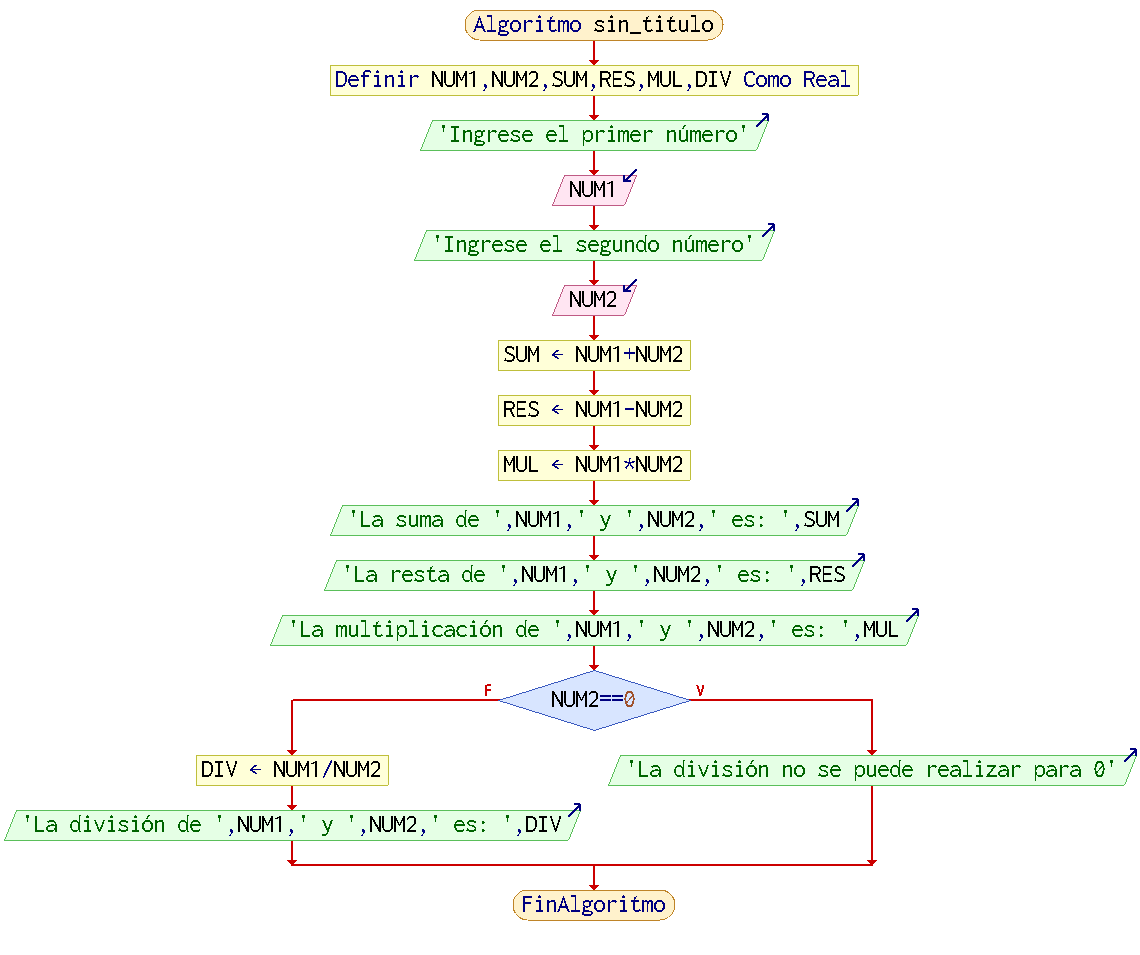 Algoritmo sin_titulo
Definir NUM1,NUM2,SUM,RES,MUL,DIV Como Real
'Ingrese el primer número'
NUM1
'Ingrese el segundo número'
NUM2
SUM ← NUM1+NUM2
RES ← NUM1-NUM2
MUL ← NUM1*NUM2
'La suma de ',NUM1,' y ',NUM2,' es: ',SUM
'La resta de ',NUM1,' y ',NUM2,' es: ',RES
'La multiplicación de ',NUM1,' y ',NUM2,' es: ',MUL
F NUM2==0 V
DIV ← NUM1/NUM2
'La división no se puede realizar para 0'
'La división de ',NUM1,' y ',NUM2,' es: ',DIV
FinAlgoritmo